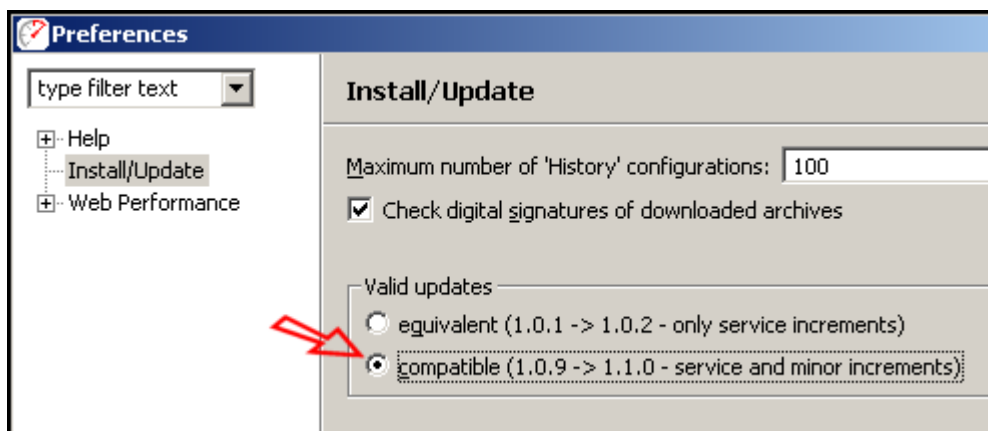 Preferences
type filter text
Help
Install/Update
Web Performance
Install/Update
Maximum number of 'History' configurations: 100
Check digital signatures of downloaded archives
Valid updates
equivalent (1.0.1 -> 1.0.2 - only service increments)
compatible (1.0.9 -> 1.1.0 - service and minor increments)